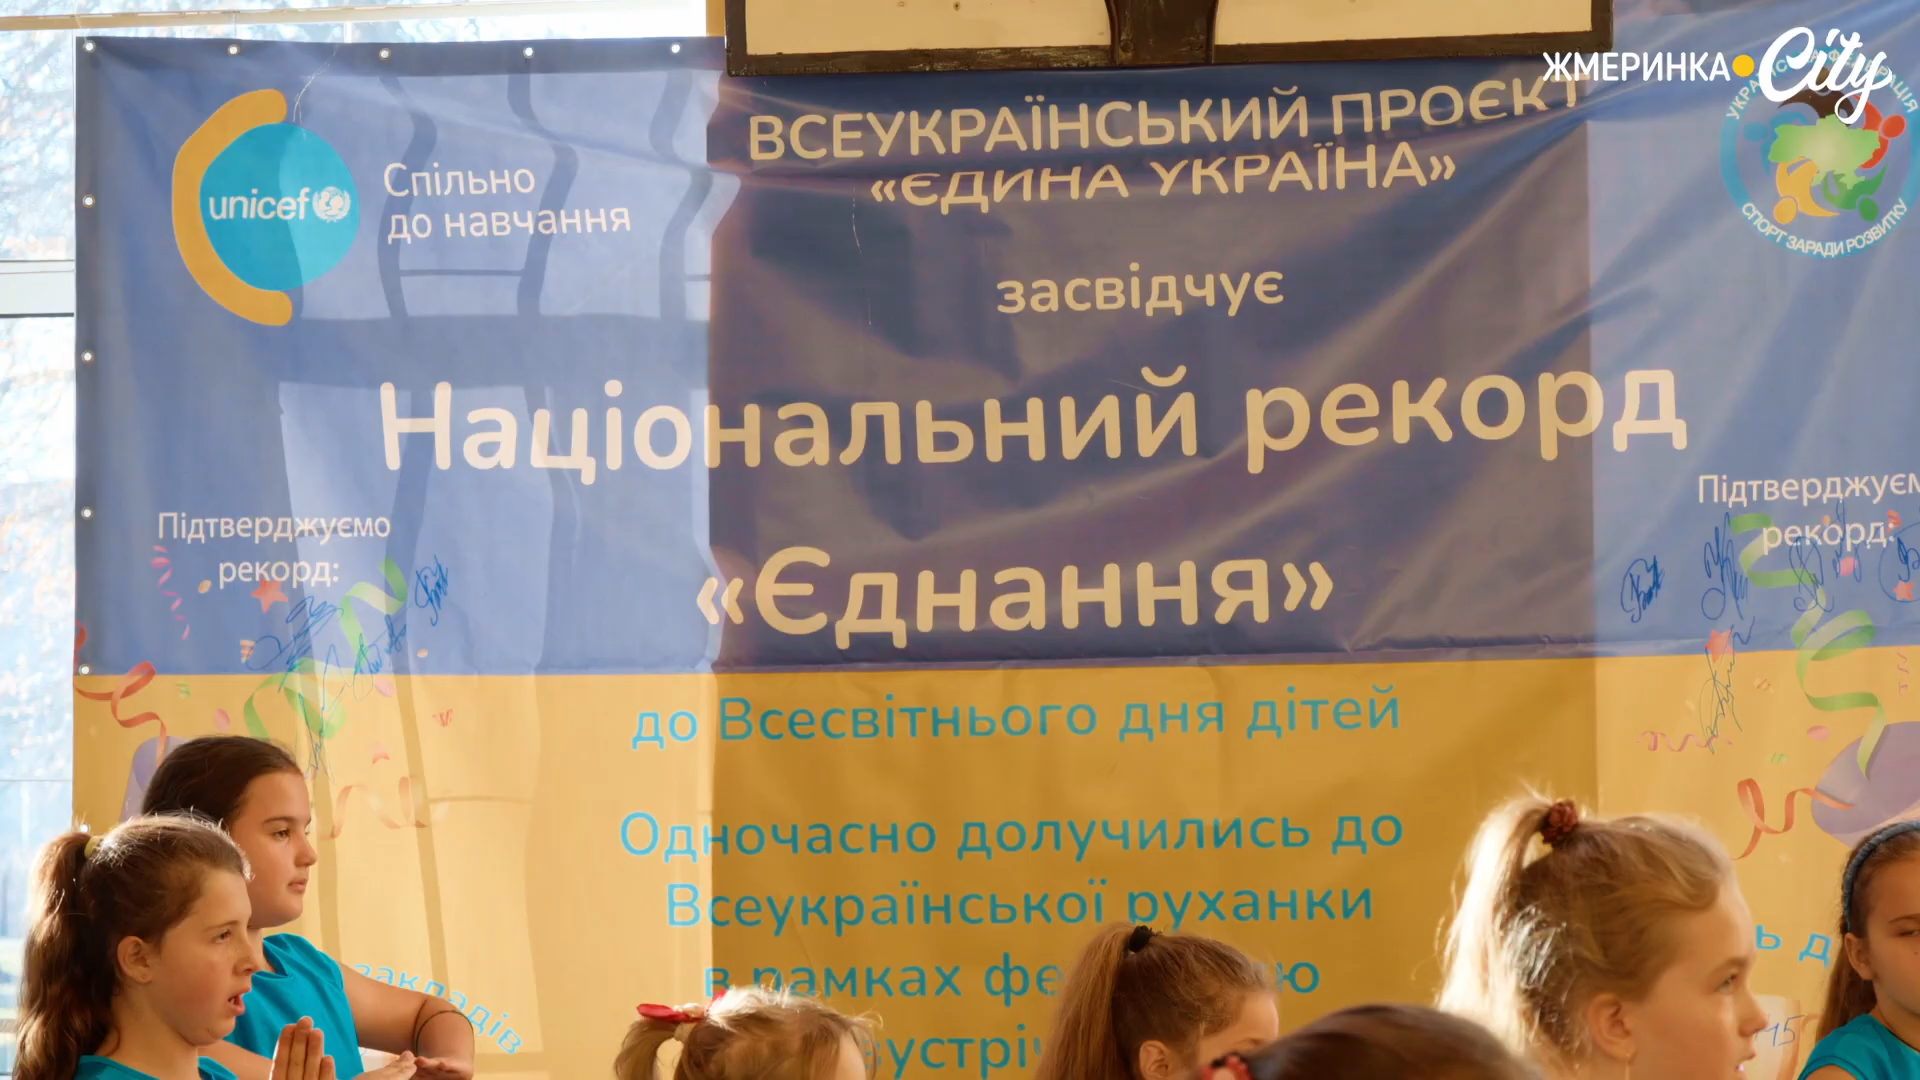 ЖМЕРИНКА City
unicef
Спільно
до навчання
ВСЕУКРАЇНСЬКИЙ ПРОЄКТ
«ЄДИНА УКРАЇНА»
СПОРТ ЗАРАДИ РОЗВИТКУ
засвідчує
Національний рекорд
«Єднання»
Підтверджуємо
рекорд:
Підтверджуєм
рекорд:
до Всесвітнього дня дітей
Одночасно долучились до
Всеукраїнської руханки
в рамках
закладів